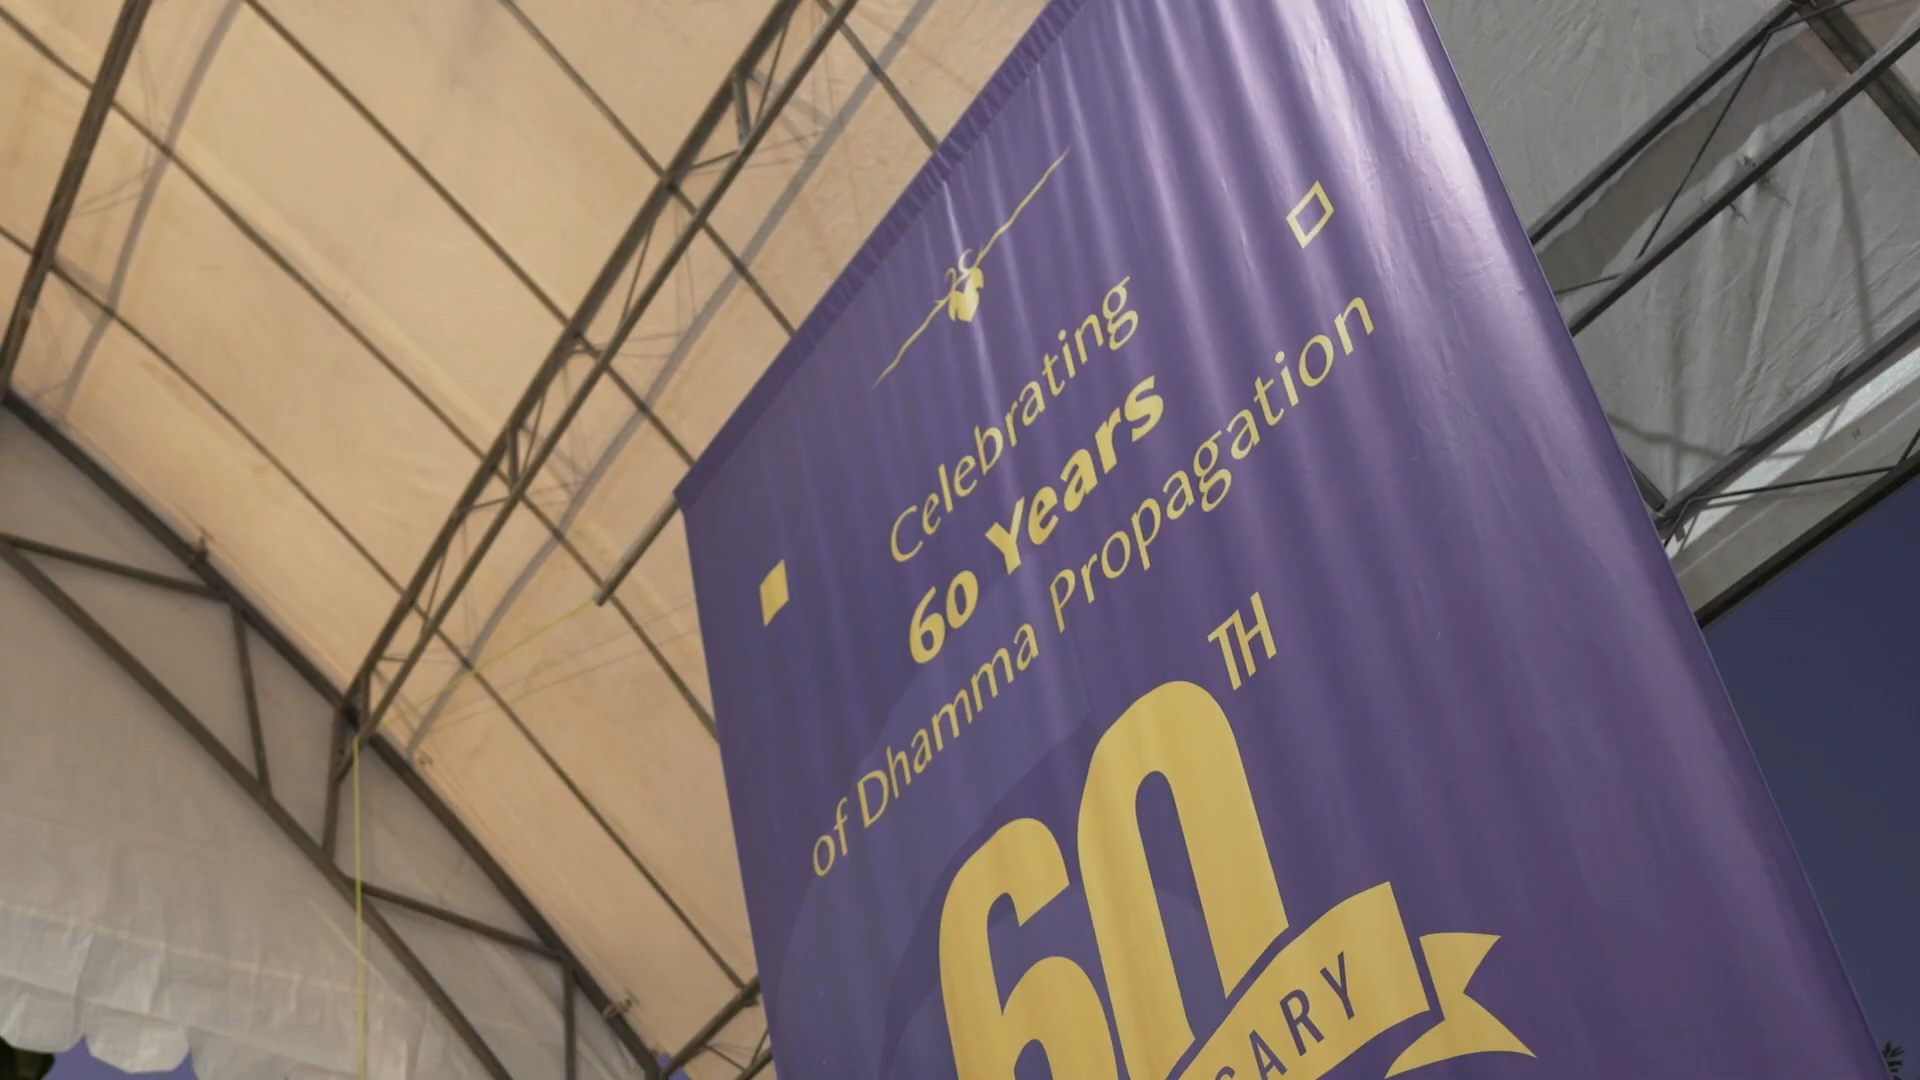 Celebrating
60 Years
of Dhamma Propagation
60TH
SARY